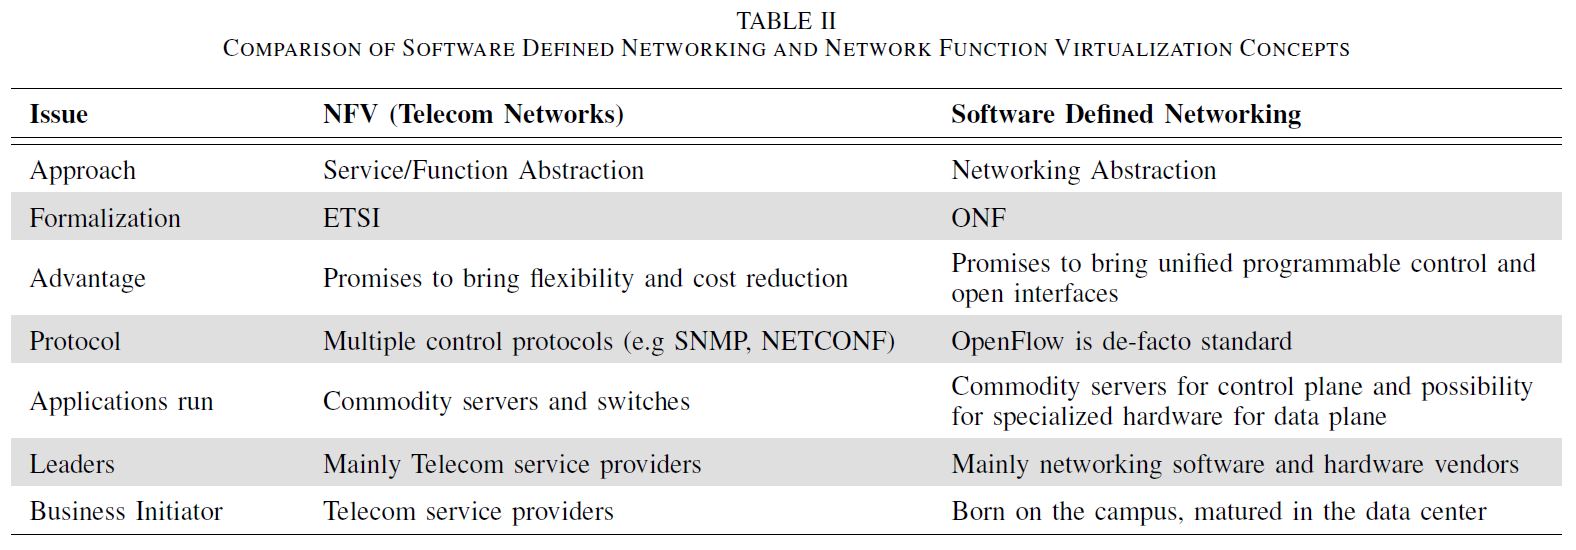 TABLE II
COMPARISON OF SOFTWARE DEFINED NETWORKING AND NETWORK FUNCTION VIRTUALIZATION CONCEPTS
Issue NFV (Telecom Networks) Software Defined Networking
Approach Service/Function Abstraction Networking Abstraction
Formalization ETSI ONF
Advantage Promises to bring flexibility and cost reduction Promises to bring unified programmable control and
open interfaces
Protocol Multiple control protocols (e.g SNMP, NETCONF) OpenFlow is de-facto standard
Applications run Commodity servers and switches Commodity servers for control plane and possibility
for specialized hardware for data plane
Leaders Mainly Telecom service providers Mainly networking software and hardware vendors
Business Initiator Telecom service providers Born on the campus, matured in the data center